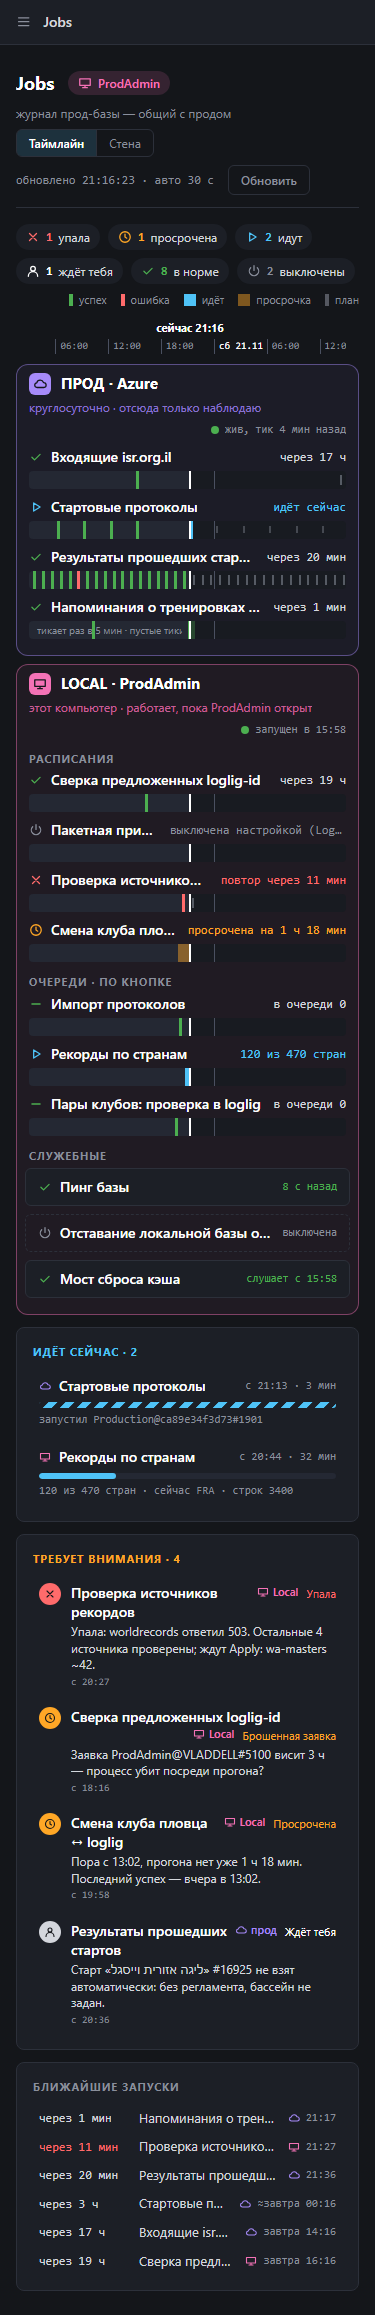 Jobs
Jobs ProdAdmin
журнал прод-базы — общий с продом
Таймлайн Стена
обновлено 21:16:23 · авто 30 с Обновить
1 упала 1 просрочена 2 идут
1 ждёт тебя 8 в норме 2 выключены
успех ошибка идёт просрочка план
сейчас 21:16
06:00 12:00 18:00 сб 21.11 06:00 12:0
ПРОД · Azure
круглосуточно · отсюда только наблюдаю
жив, тик 4 мин назад
Входящие isr.org.il через 17 ч
Стартовые протоколы идёт сейчас
Результаты прошедших стар... через 20 мин
Напоминания о тренировках ... через 1 мин
тикает раз в 5 мин · пустые тики
LOCAL · ProdAdmin
этот компьютер · работает, пока ProdAdmin открыт
запущен в 15:58
РАСПИСАНИЯ
Сверка предложенных loglig-id через 19 ч
Пакетная при... выключена настройкой (Log…
Проверка источнико... повтор через 11 мин
Смена клуба пло... просрочена на 1 ч 18 мин
ОЧЕРЕДИ · ПО КНОПКЕ
Импорт протоколов в очереди 0
Рекорды по странам 120 из 470 стран
Пары клубов: проверка в loglig в очереди 0
СЛУЖЕБНЫЕ
Пинг базы 8 с назад
Отставание локальной базы о... выключена
Мост сброса кэша слушает с 15:58
ИДЁТ СЕЙЧАС · 2
Стартовые протоколы с 21:13 · 3 мин
запустил Production@ca89e34f3d73#1901
Рекорды по странам с 20:44 · 32 мин
120 из 470 стран · сейчас FRA · строк 3400
ТРЕБУЕТ ВНИМАНИЯ · 4
Проверка источников Local Упала
рекордов
Упала: worldrecords ответил 503. Остальные 4
источника проверены; ждут Apply: wa-masters
~42.
с 20:27
Сверка предложенных loglig-id
Local Брошенная заявка
Заявка ProdAdmin@VLADDELL#5100 висит 3 ч
— процесс убит посреди прогона?
с 18:16
Смена клуба пловца Local Просрочена
↔ loglig
Пора с 13:02, прогона нет уже 1 ч 18 мин.
Последний успех — вчера в 13:02.
с 19:58
Результаты прошедших прод Ждёт тебя
стартов
Старт «ליגה אזורית וייסגל» #16925 не взят
автоматически: без регламента, бассейн не
задан.
с 20:36
БЛИЖАЙШИЕ ЗАПУСКИ
через 1 мин Напоминания о трен... 21:17
через 11 мин Проверка источнико... 21:27
через 20 мин Результаты прошедш... 21:36
через 3 ч Стартовые п... ≈завтра 00:16
через 17 ч Входящие isr.... завтра 14:16
через 19 ч Сверка предл... завтра 16:16